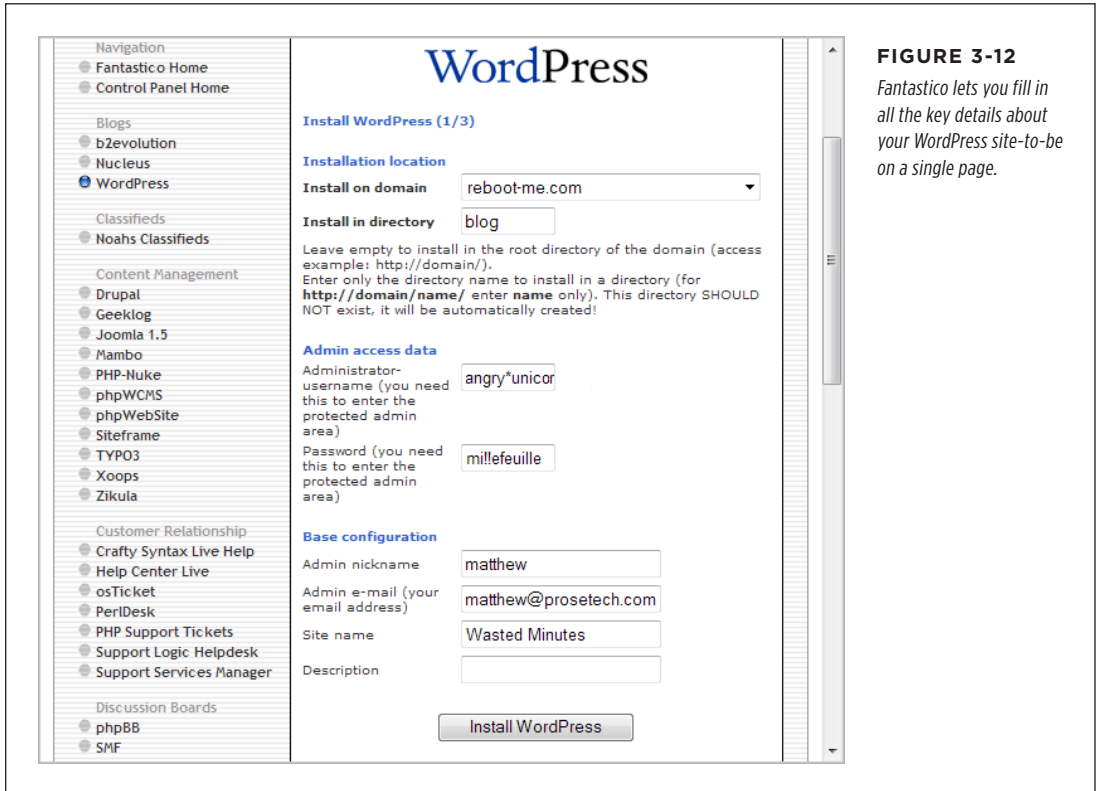 Navigation
Fantastico Home
Control Panel Home
Blogs
b2evolution
Nucleus
WordPress
Classifieds
Noahs Classifieds
Content Management
Drupal
Geeklog
Joomla 1.5
Mambo
PHP-Nuke
phpWCMS
phpWebSite
Siteframe
TYPO3
Xoops
Zikula
Customer Relationship
Crafty Syntax Live Help
Help Center Live
osTicket
PerlDesk
PHP Support Tickets
Support Logic Helpdesk
Support Services Manager
Discussion Boards
phpBB
SMF
WordPress
Install WordPress (1/3)
Installation location
Install on domain reboot-me.com
Install in directory blog
Leave empty to install in the root directory of the domain (access
example: http://domain/).
Enter only the directory name to install in a directory (for
http://domain/name/ enter name only). This directory SHOULD
NOT exist, it will be automatically created!
Admin access data
Administrator-
username (you need
this to enter the
protected admin
area)
angry*unicor
Password (you need
this to enter the
protected admin
area)
mi!!efeuille
Base configuration
Admin nickname matthew
Admin e-mail (your
email address)
matthew@prosetech.com
Site name Wasted Minutes
Description
Install WordPress
FIGURE 3-12
Fantastico lets you fill in
all the key details about
your WordPress site-to-be
on a single page.